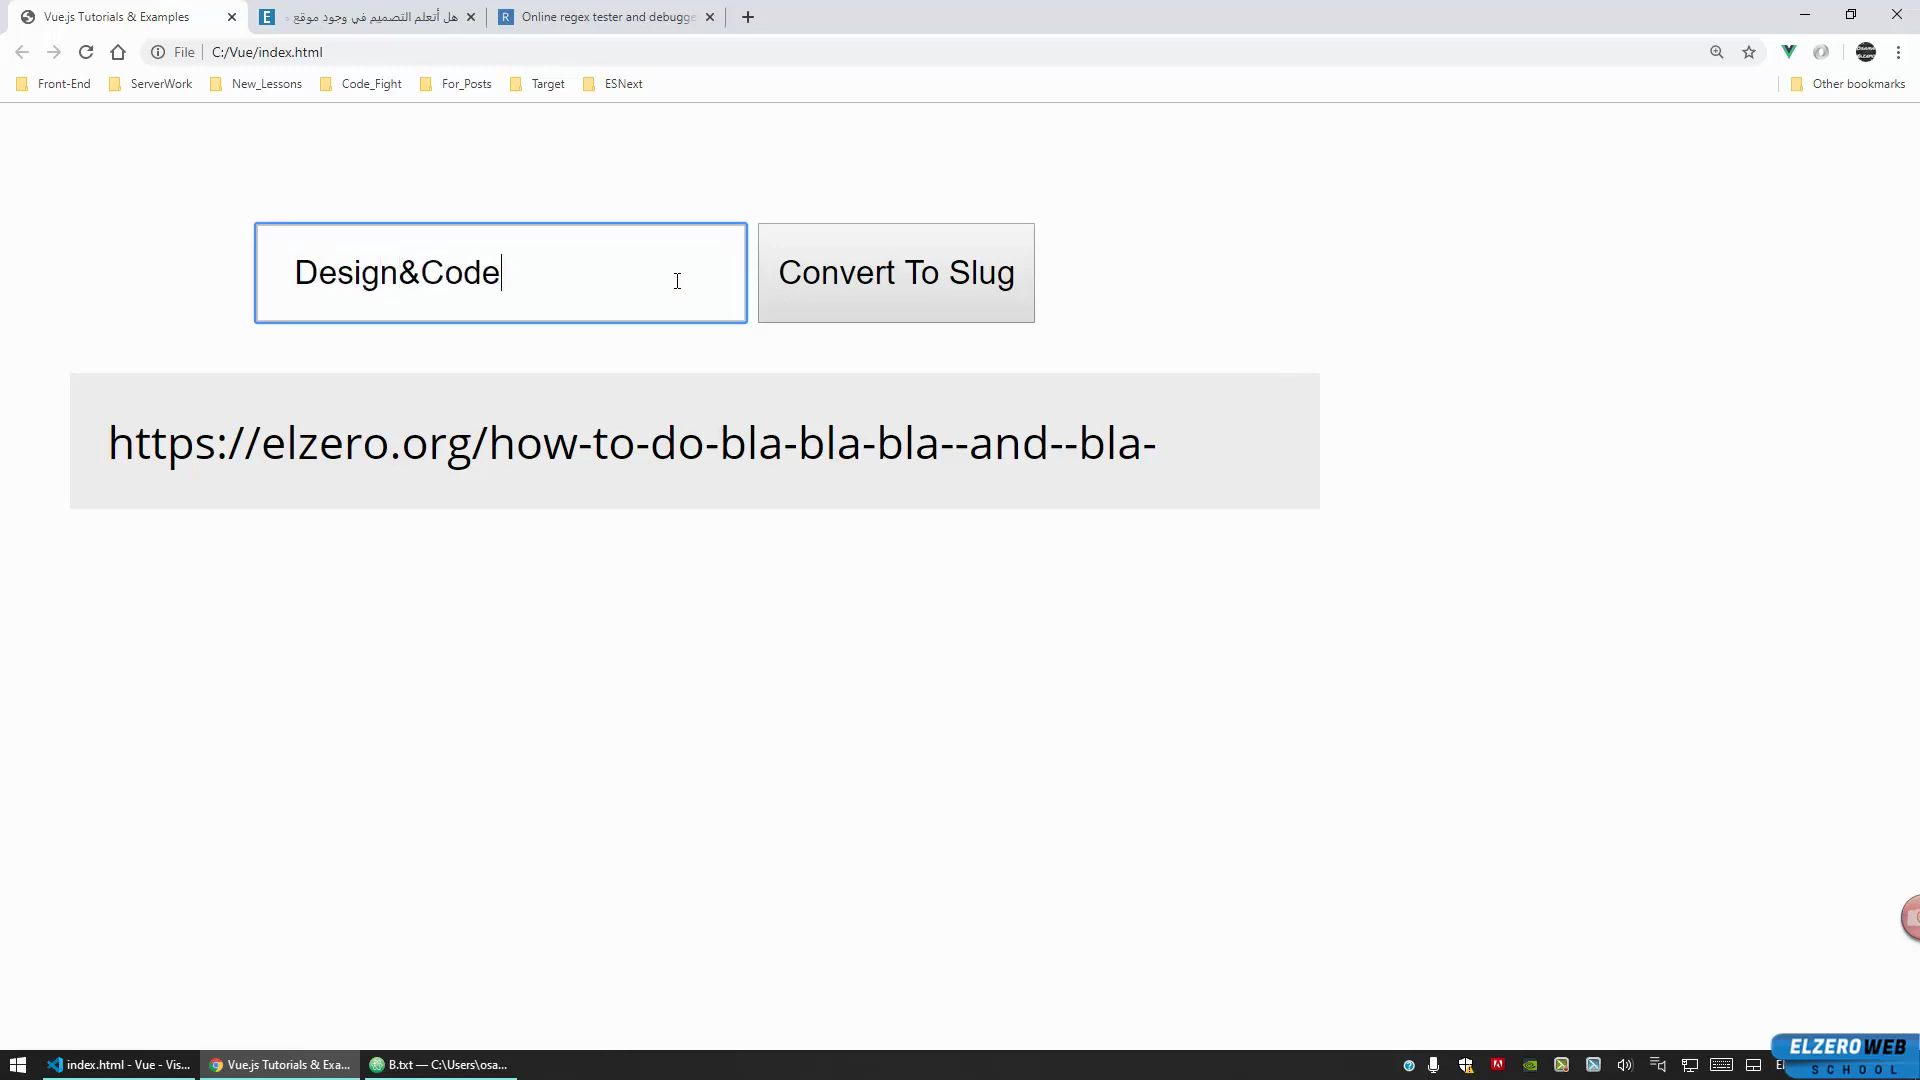 Vue.js Tutorials & Examples
هل أتعلم التصميم في وجود موقع
Online regex tester and debugge
File
C:/Vue/index.html
Front-End
ServerWork
New_Lessons
Code_Fight
For_Posts
Target
ESNext
Other bookmarks
Design&Code
Convert To Slug
https://elzero.org/how-to-do-bla-bla-bla--and--bla-
index.html - Vue - Vis...
Vue.js Tutorials & Exa...
B.txt — C:\Users\osa...
ELZEROWEB
SCHOOL